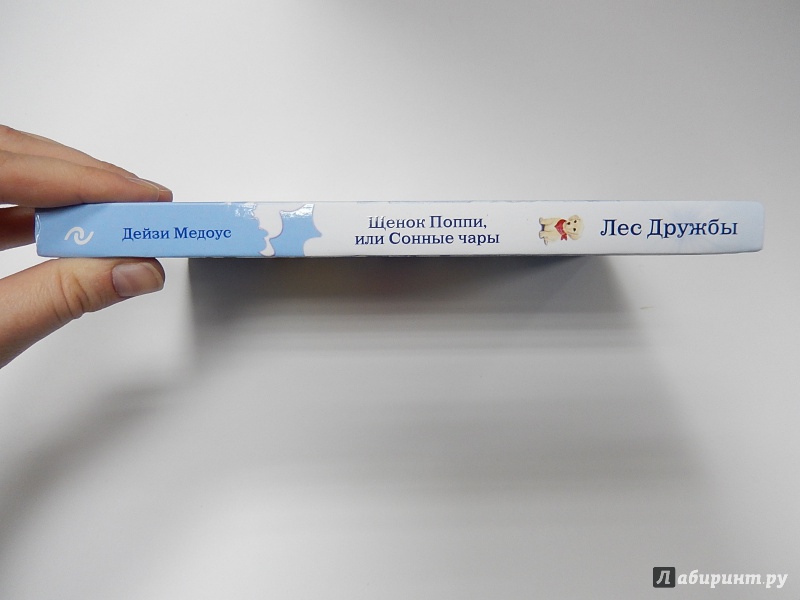 Дейзи Медоус
Щенок Поппи,
или Сонные чары
Лес Дружбы
Лабиринт.ру